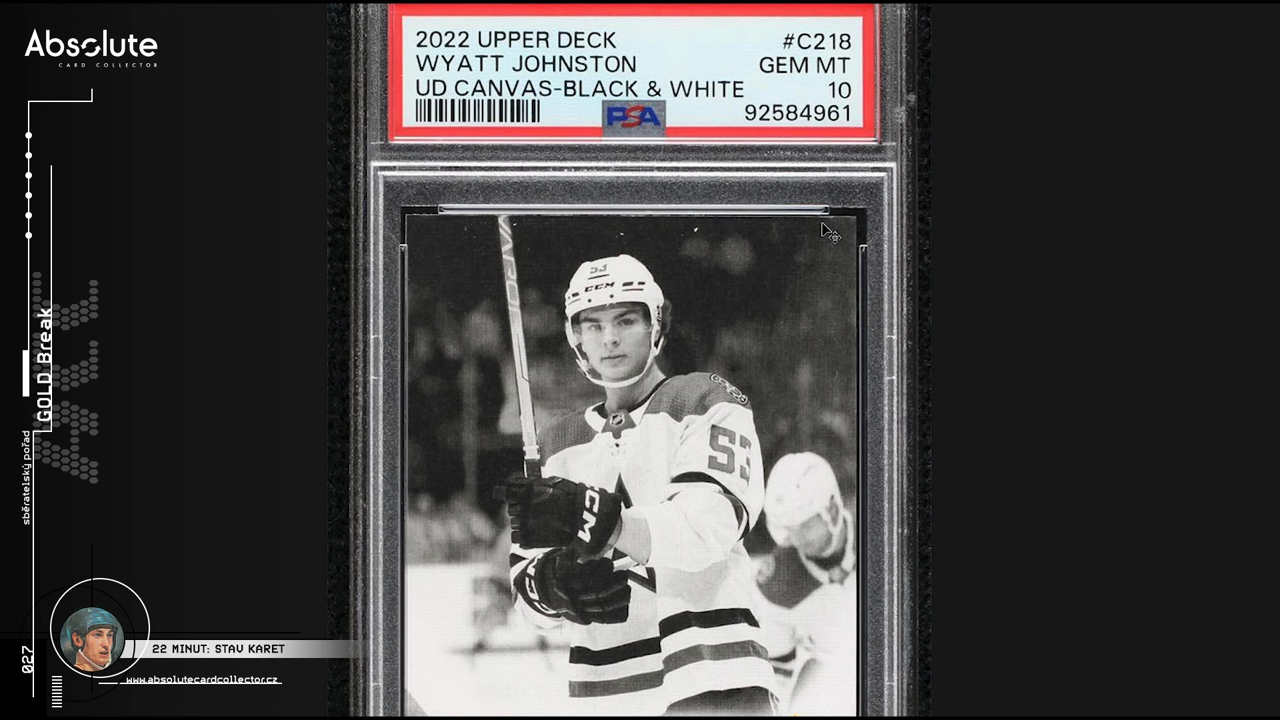 Absolute
CARD COLLECTOR
2022 UPPER DECK #C218
WYATT JOHNSTON GEM MT
UD CANVAS-BLACK & WHITE 10
PSA 92584961
53
CCM
53
CCM
GOLD Break
sběratelský pořad
027
22 MINUT: STAV KARET
www.absolutecardcollector.cz